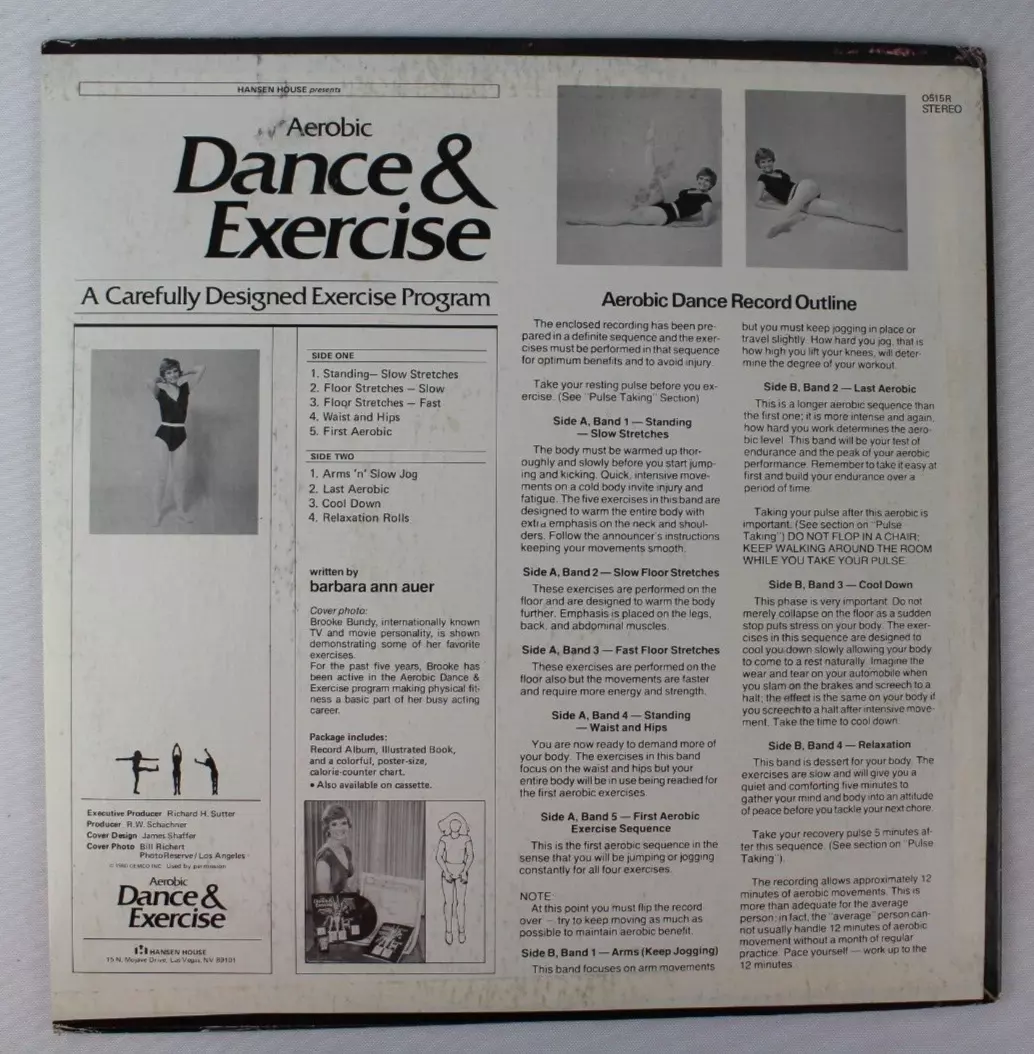 HANSEN HOUSE presents
Aerobic
Dance &
Exercise
A Carefully Designed Exercise Program
SIDE ONE
1. Standing— Slow Stretches
2. Floor Stretches — Slow
3. Floor Stretches — Fast
4. Waist and Hips
5. First Aerobic
SIDE TWO
1. Arms 'n' Slow Jog
2. Last Aerobic
3. Cool Down
4. Relaxation Rolls
written by
barbara ann auer
Cover photo:
Brooke Bundy, internationally known
TV and movie personality, is shown
demonstrating some of her favorite
exercises.
For the past five years, Brooke has
been active in the Aerobic Dance &
Exercise program making physical fit-
ness a basic part of her busy acting
career.
Package includes:
Record Album, Illustrated Book,
and a colorful, poster-size,
calorie-counter chart.
• Also available on cassette.
Executive Producer Richard H. Sutter
Producer R.W. Schachner
Cover Design James Shaffer
Cover Photo Bill Richert
PhotoReserve/Los Angeles
INC. Used by permission
Aerobic
Dance &
Exercise
HANSEN HOUSE
15 N. Mojave Drive, Las Vegas, NV 89101
O515R
STEREO
Aerobic Dance Record Outline
The enclosed recording has been pre-
pared in a definite sequence and the exer-
cises must be performed in that sequence
for optimum benefits and to avoid injury.
Take your resting pulse before you ex-
ercise. (See "Pulse Taking" Section)
Side A, Band 1 — Standing
— Slow Stretches
The body must be warmed up thor-
oughly and slowly before you start jump-
ing and kicking. Quick, intensive move-
ments on a cold body invite injury and
fatigue. The five exercises in this band are
designed to warm the entire body with
extra emphasis on the neck and shoul-
ders. Follow the announcer's instructions
keeping your movements smooth.
Side A, Band 2 — Slow Floor Stretches
These exercises are performed on the
floor and are designed to warm the body
further. Emphasis is placed on the legs,
back, and abdominal muscles.
Side A, Band 3 — Fast Floor Stretches
These exercises are performed on the
floor also but the movements are faster
and require more energy and strength.
Side A, Band 4 — Standing
— Waist and Hips
You are now ready to demand more of
your body. The exercises in this band
focus on the waist and hips but your
entire body will be in use being readied for
the first aerobic exercises.
Side A, Band 5 — First Aerobic
Exercise Sequence
This is the first aerobic sequence in the
sense that you will be jumping or jogging
constantly for all four exercises.
NOTE:
At this point you must flip the record
over — try to keep moving as much as
possible to maintain aerobic benefit.
Side B, Band 1 — Arms (Keep Jogging)
This band focuses on arm movements
but you must keep jogging in place or
travel slightly. How hard you jog, that is
how high you lift your knees, will deter-
mine the degree of your workout.
Side B, Band 2 — Last Aerobic
This is a longer aerobic sequence than
the first one; it is more intense and again,
how hard you work determines the aero-
bic level. This band will be your test of
endurance and the peak of your aerobic
performance. Remember to take it easy at
first and build your endurance over a
period of time.
Taking your pulse after this aerobic is
important. (See section on "Pulse
Taking") DO NOT FLOP IN A CHAIR;
KEEP WALKING AROUND THE ROOM
WHILE YOU TAKE YOUR PULSE.
Side B, Band 3 — Cool Down
This phase is very important. Do not
merely collapse on the floor as a sudden
stop puts stress on your body. The exer-
cises in this sequence are designed to
cool you down slowly allowing your body
to come to a rest naturally. Imagine the
wear and tear on your automobile when
you slam on the brakes and screech to a
halt; the effect is the same on your body if
you screech to a halt after intensive move-
ment. Take the time to cool down.
Side B, Band 4 — Relaxation
This band is dessert for your body. The
exercises are slow and will give you a
quiet and comforting five minutes to
gather your mind and body into an attitude
of peace before you tackle your next chore.
Take your recovery pulse 5 minutes af-
ter this sequence. (See section on "Pulse
Taking").
The recording allows approximately 12
minutes of aerobic movements. This is
more than adequate for the average
person; in fact, the "average" person can-
not usually handle 12 minutes of aerobic
movement without a month of regular
practice. Pace yourself — work up to the
12 minutes.